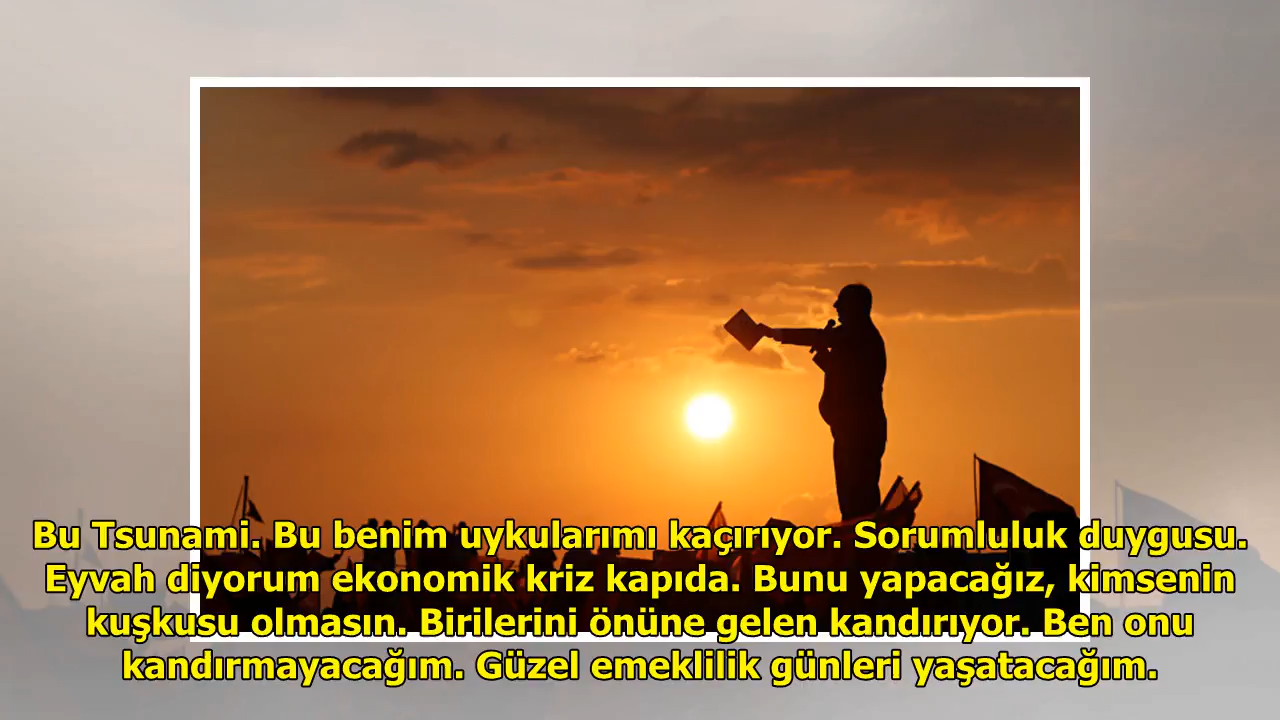 Bu Tsunami. Bu benim uykularımı kaçırıyor. Sorumluluk duygusu.
Eyvah diyorum ekonomik kriz kapıda. Bunu yapacağız, kimsenin
kuşkusu olmasın. Birilerini önüne gelen kandırıyor. Ben onu
kandırmayacağım. Güzel emeklilik günleri yaşatacağım.